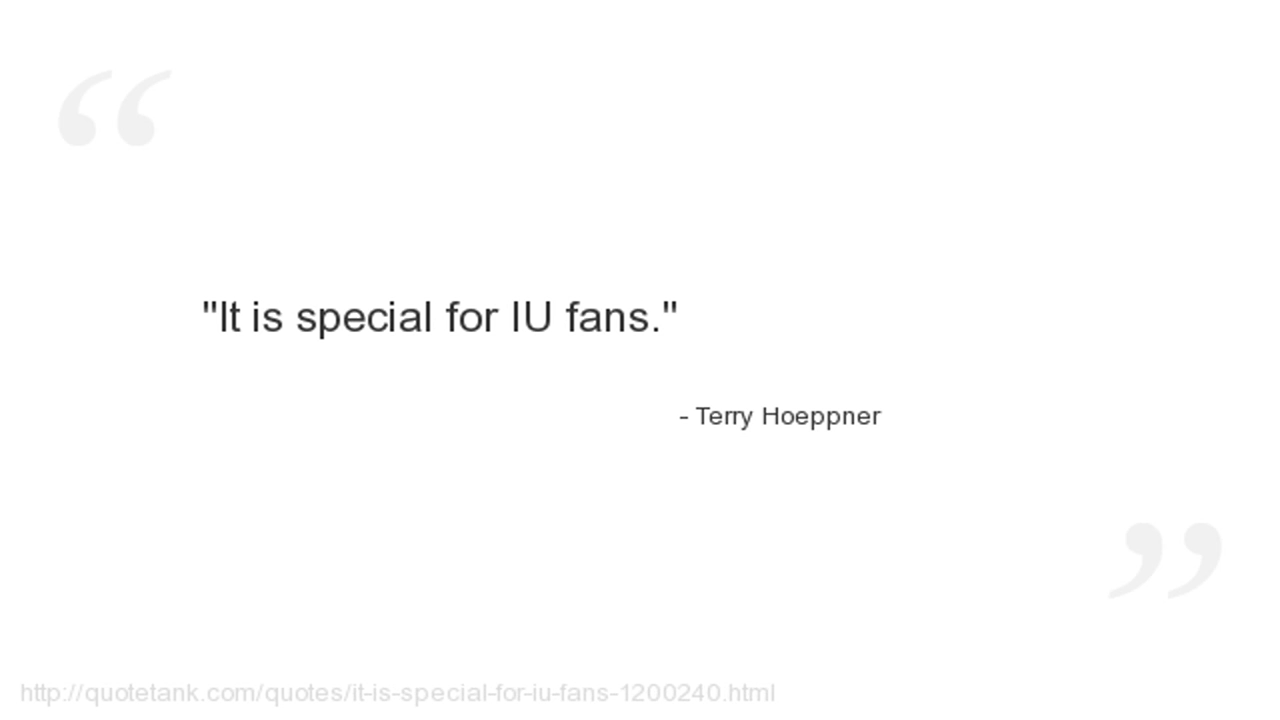 "It is special for IU fans."
- Terry Hoeppner
http://quotetank.com/quotes/it-is-special-for-iu-fans-1200240.html